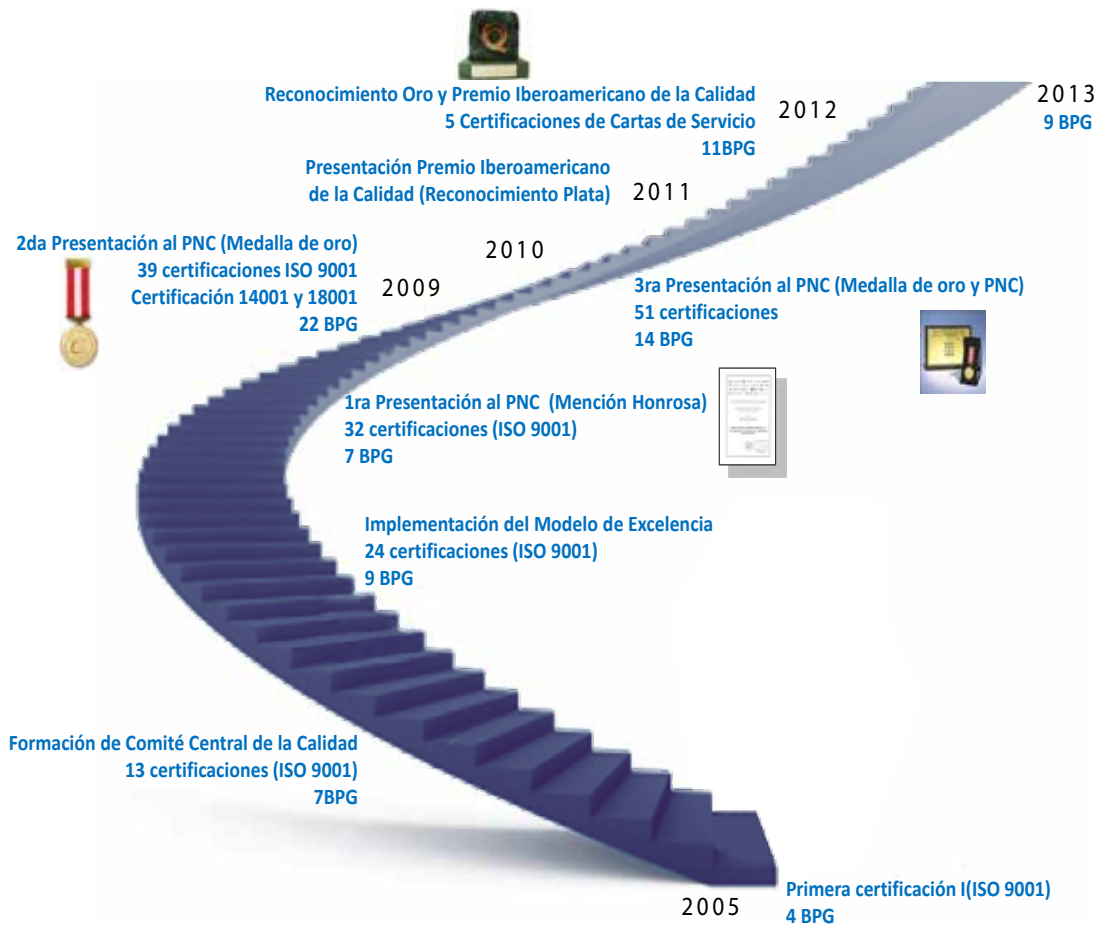 Reconocimiento Oro y Premio Iberoamericano de la Calidad
5 Certificaciones de Cartas de Servicio
11BPG
2012
2013
9 BPG
Presentación Premio Iberoamericano
de la Calidad (Reconocimiento Plata)
2011
2da Presentación al PNC (Medalla de oro)
39 certificaciones ISO 9001
Certificación 14001 y 18001
22 BPG
2009
2010
3ra Presentación al PNC (Medalla de oro y PNC)
51 certificaciones
14 BPG
1ra Presentación al PNC (Mención Honrosa)
32 certificaciones (ISO 9001)
7 BPG
Implementación del Modelo de Excelencia
24 certificaciones (ISO 9001)
9 BPG
Formación de Comité Central de la Calidad
13 certificaciones (ISO 9001)
7BPG
2005
Primera certificación I(ISO 9001)
4 BPG